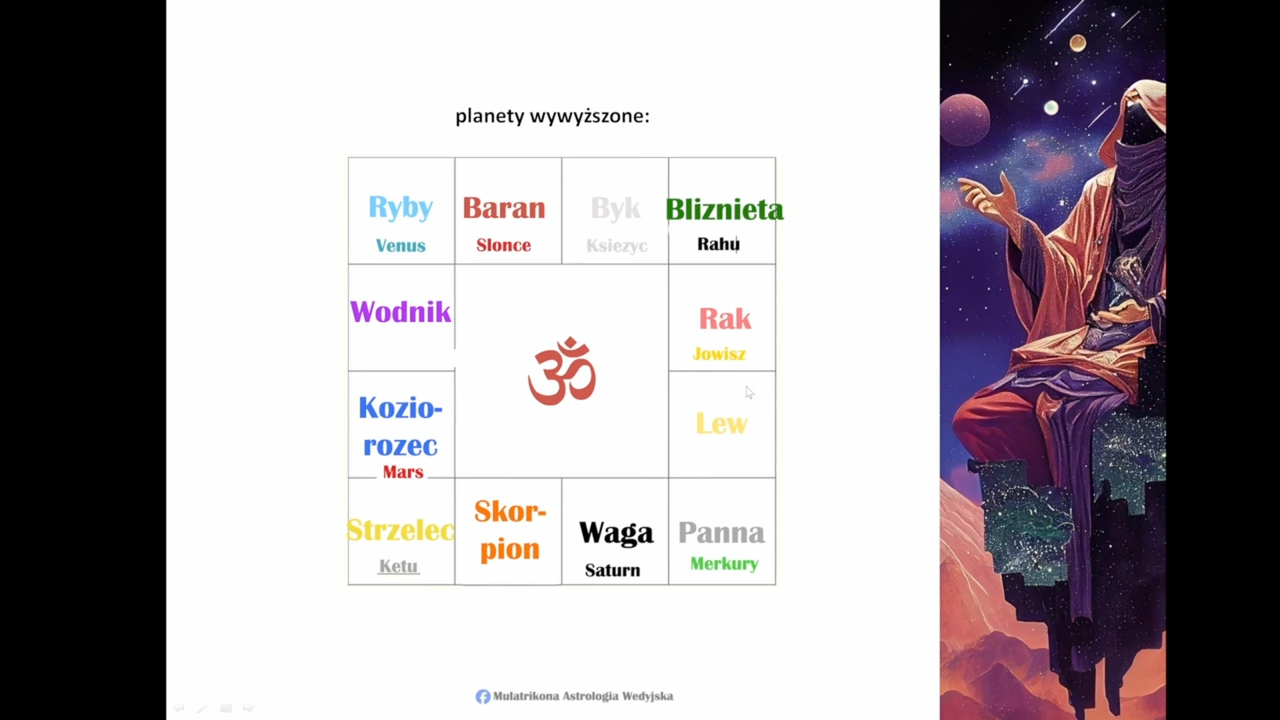 planety wywyższone:
Ryby
Venus
Baran
Slonce
Byk
Ksiezyc
Bliznieta
Rahu
Wodnik
Rak
Jowisz
Kozio-
rozec
Mars
ॐ
Lew
Strzelec
Ketu
Skor-
pion
Waga
Saturn
Panna
Merkury
Mulatrikona Astrologia Wedyjska